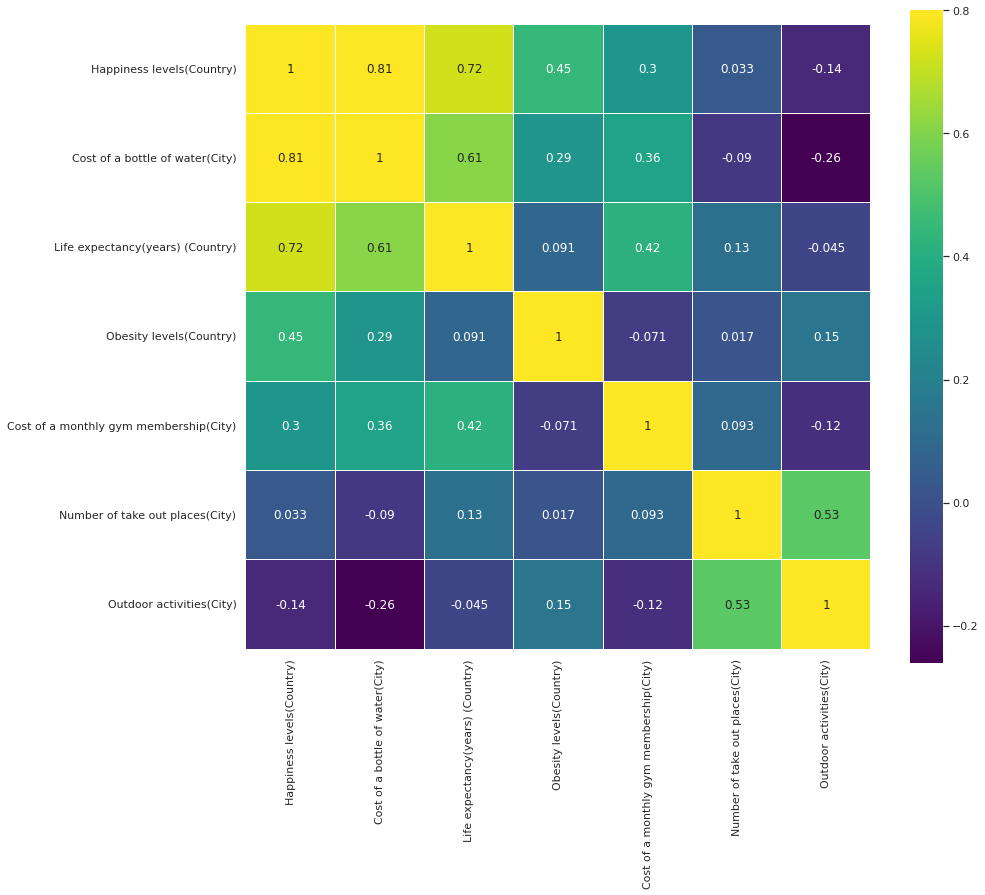 Happiness levels(Country) 1 0.81 0.72 0.45 0.3 0.033 -0.14
Cost of a bottle of water(City) 0.81 1 0.61 0.29 0.36 -0.09 -0.26
Life expectancy(years) (Country) 0.72 0.61 1 0.091 0.42 0.13 -0.045
Obesity levels(Country) 0.45 0.29 0.091 1 -0.071 0.017 0.15
Cost of a monthly gym membership(City) 0.3 0.36 0.42 -0.071 1 0.093 -0.12
Number of take out places(City) 0.033 -0.09 0.13 0.017 0.093 1 0.53
Outdoor activities(City) -0.14 -0.26 -0.045 0.15 -0.12 0.53 1
Happiness levels(Country)
Cost of a bottle of water(City)
Life expectancy(years) (Country)
Obesity levels(Country)
Cost of a monthly gym membership(City)
Number of take out places(City)
Outdoor activities(City)
0.8
0.6
0.4
0.2
0.0
−0.2